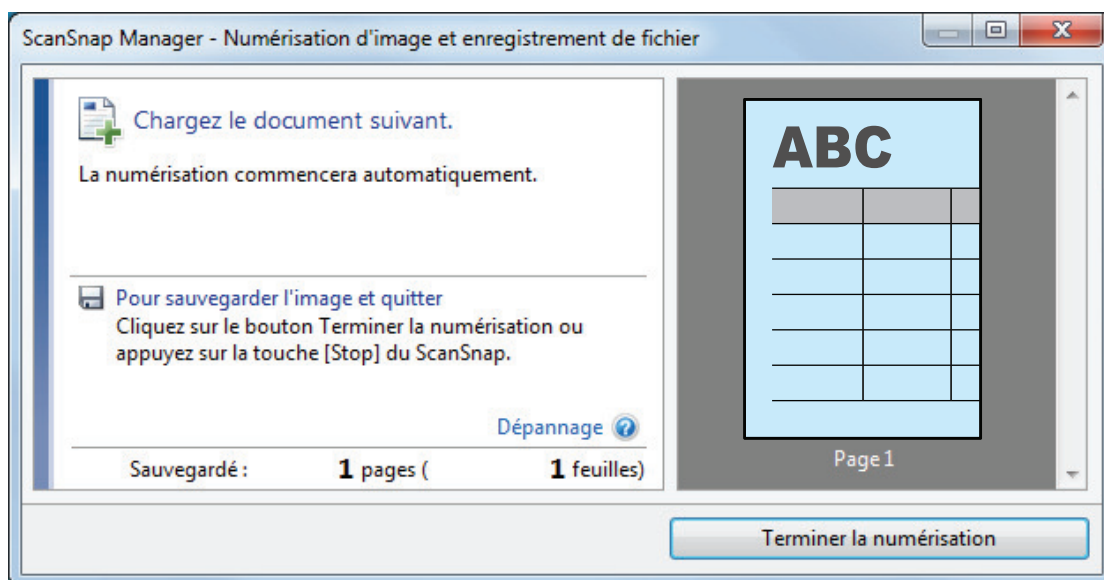 ScanSnap Manager - Numérisation d'image et enregistrement de fichier
Chargez le document suivant.
La numérisation commencera automatiquement.
Pour sauvegarder l'image et quitter
Cliquez sur le bouton Terminer la numérisation ou
appuyez sur la touche [Stop] du ScanSnap.
Dépannage
Sauvegardé : 1 pages ( 1 feuilles)
ABC
Page 1
Terminer la numérisation